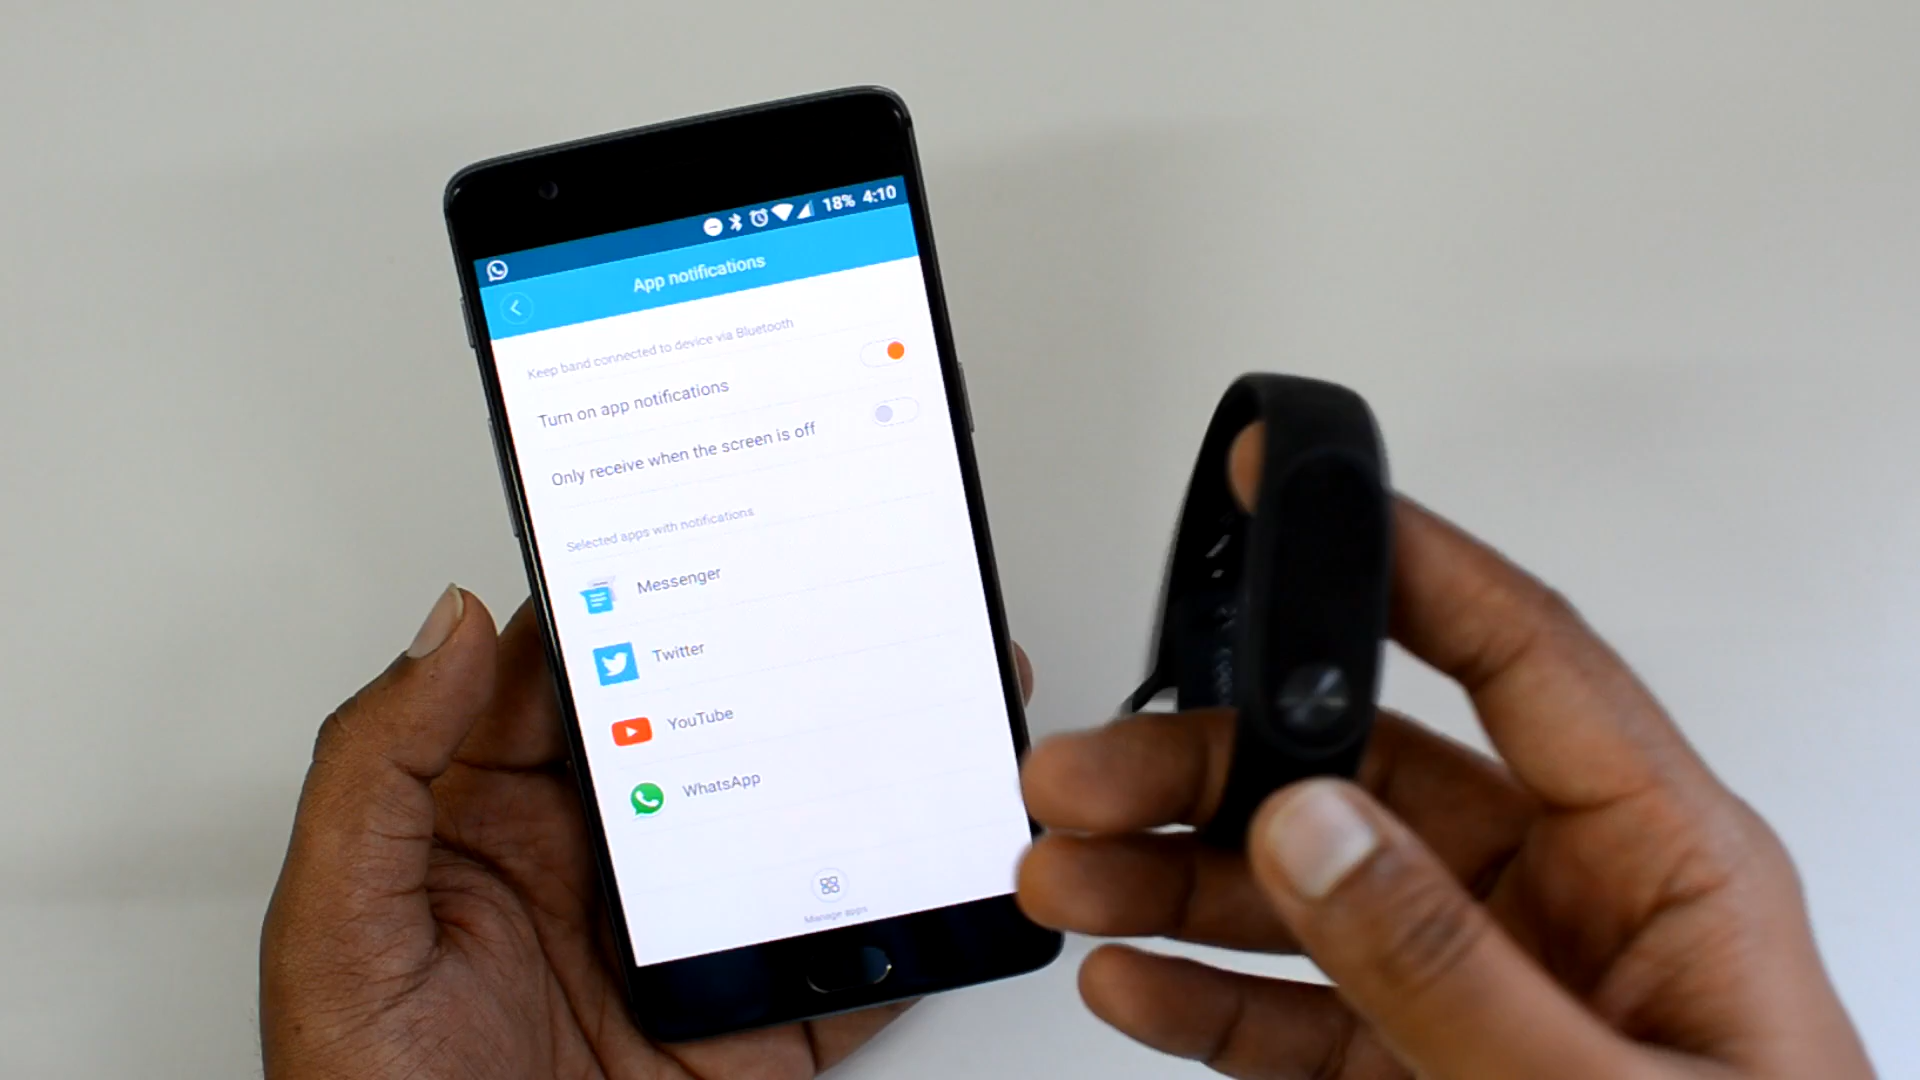 18% 4:10
App notifications
Keep band connected to device via Bluetooth
Turn on app notifications
Only receive when the screen is off
Selected apps with notifications
Messenger
Twitter
YouTube
WhatsApp
Manage apps